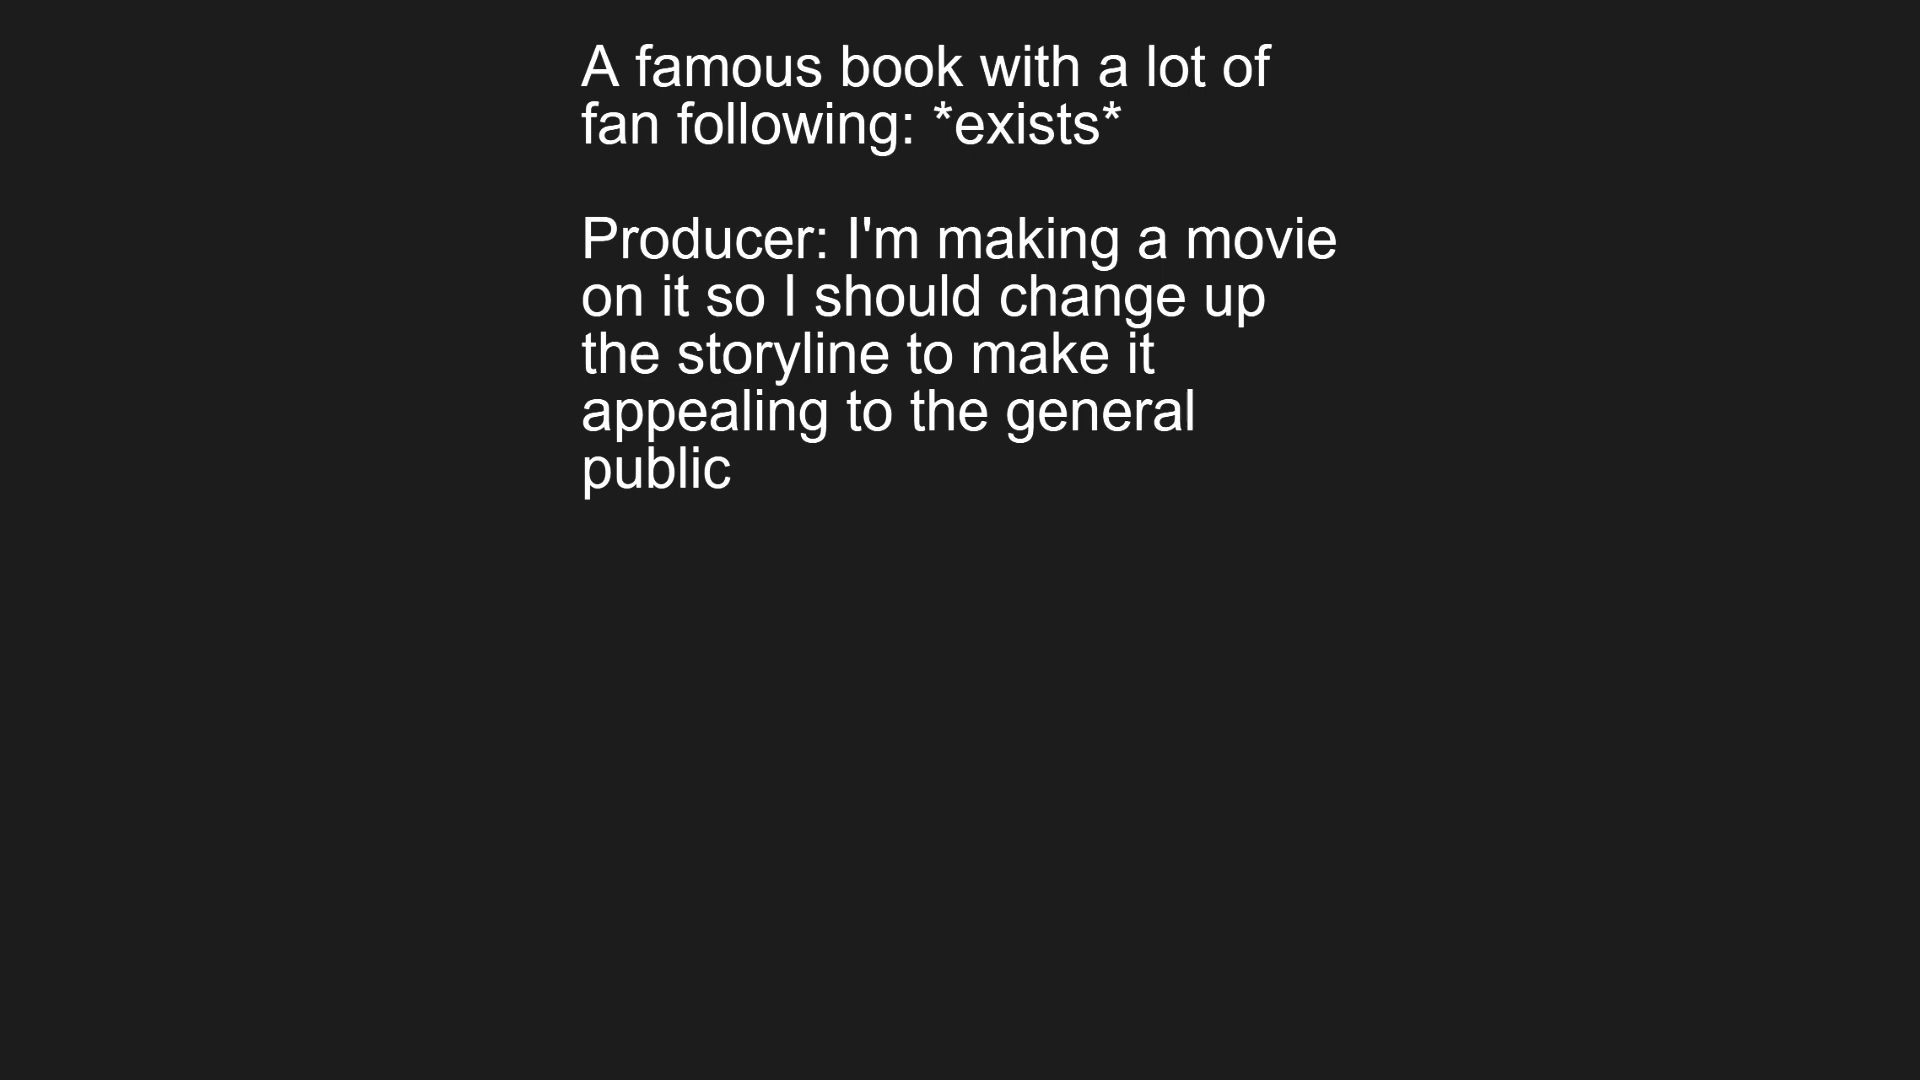 A famous book with a lot of
fan following: *exists*
Producer: I'm making a movie
on it so I should change up
the storyline to make it
appealing to the general
public